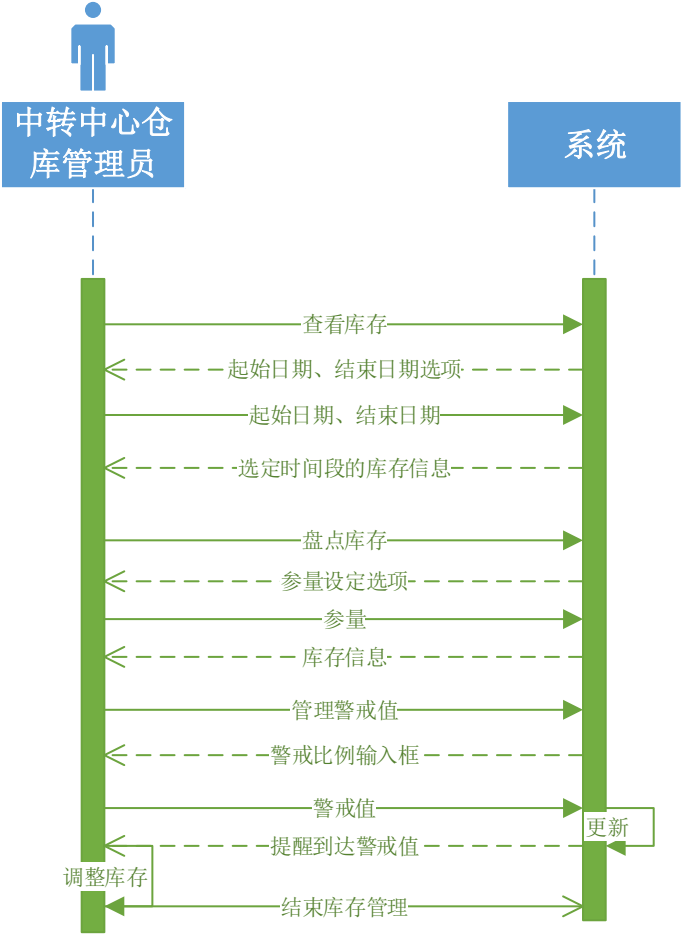 中转中心仓
库管理员
系统
查看库存
起始日期、结束日期选项
起始日期、结束日期
选定时间段的库存信息
盘点库存
参量设定选项
参量
库存信息
管理警戒值
警戒比例输入框
警戒值
更新
提醒到达警戒值
调整库存
结束库存管理